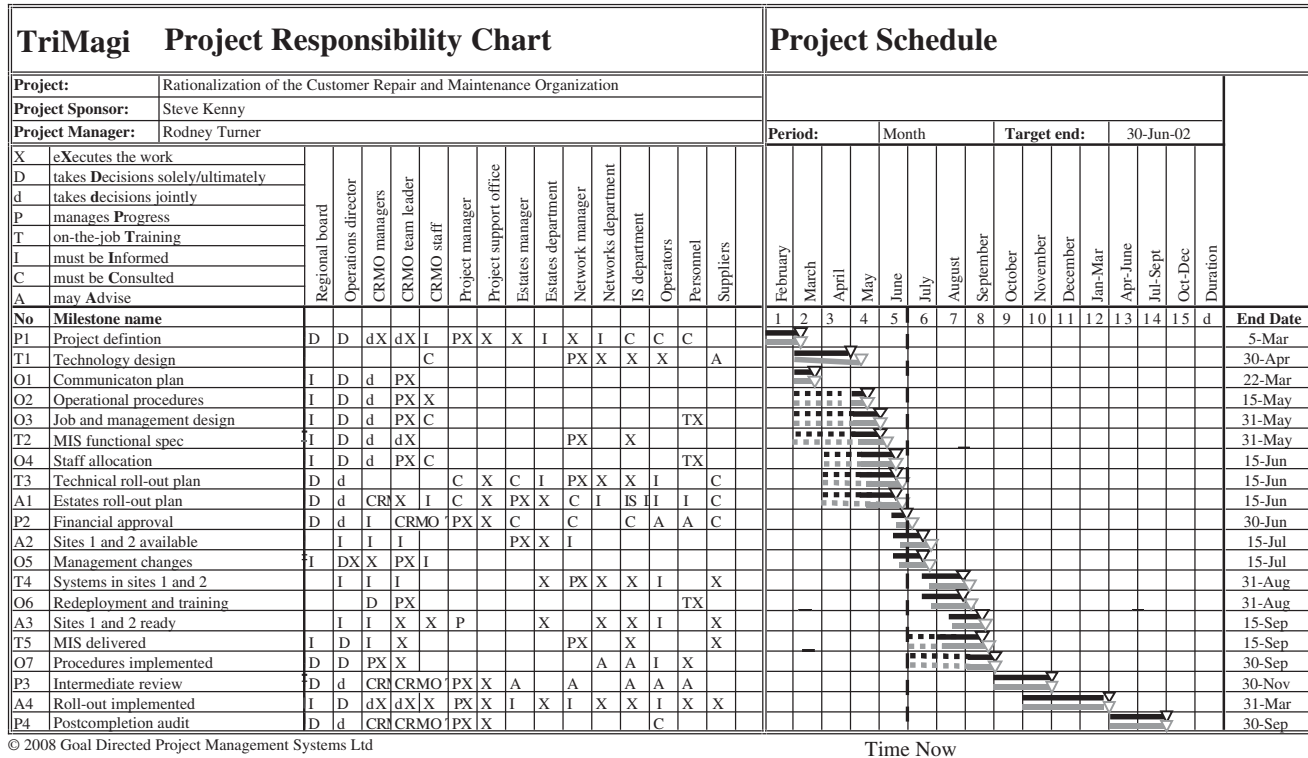 TriMagi Project Responsibility Chart Project Schedule
Project: Rationalization of the Customer Repair and Maintenance Organization
Project Sponsor: Steve Kenny
Project Manager: Rodney Turner Period: Month Target end: 30-Jun-02
X eXecutes the work
D takes Decisions solely/ultimately
d takes decisions jointly
P manages Progress
T on-the-job Training
I must be Informed
C must be Consulted
A may Advise
Regional board
Operations director
CRMO managers
CRMO team leader
CRMO staff
Project manager
Project support office
Estates manager
Estates department
Network manager
Networks department
IS department
Operators
Personnel
Suppliers
February
March
April
May
June
July
August
September
October
November
December
Jan-Mar
Apr-June
Jul-Sept
Oct-Dec
Duration
No Milestone name 1 2 3 4 5 6 7 8 9 10 11 12 13 14 15 d End Date
P1 Project defintion D D dX dX I PX X X I X I C C C 5-Mar
T1 Technology design C PX X X X A 30-Apr
O1 Communicaton plan I D d PX 22-Mar
O2 Operational procedures I D d PX X 15-May
O3 Job and management design I D d PX C TX 31-May
T2 MIS functional spec I D d dX PX X 31-May
O4 Staff allocation I D d PX C TX 15-Jun
T3 Technical roll-out plan D d C X C I PX X X I C 15-Jun
A1 Estates roll-out plan D d CRM X I C X PX X C I IS I I I C 15-Jun
P2 Financial approval D d I CRMO T PX X C C C A A C 30-Jun
A2 Sites 1 and 2 available I I I PX X I 15-Jul
O5 Management changes I DX X PX I 15-Jul
T4 Systems in sites 1 and 2 I I I X PX X X I X 31-Aug
O6 Redeployment and training D PX TX 31-Aug
A3 Sites 1 and 2 ready I I X X P X X X I X 15-Sep
T5 MIS delivered I D I X PX X X 15-Sep
O7 Procedures implemented D D PX X A A I X 30-Sep
P3 Intermediate review D d CRM CRMO T PX X A A A A A 30-Nov
A4 Roll-out implemented I D dX dX X PX X I X I X X I X X 31-Mar
P4 Postcompletion audit D d CRM CRMO T PX X C 30-Sep
© 2008 Goal Directed Project Management Systems Ltd Time Now